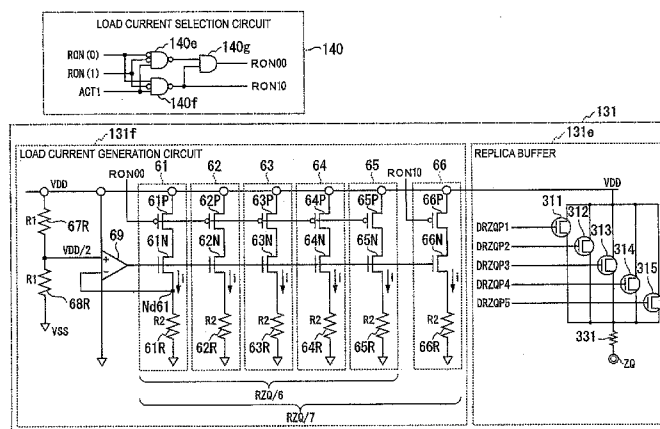 LOAD CURRENT SELECTION CIRCUIT
140e
140g
RON(0)
RON(1)
ACT1
RON00
RON10
140
140f
131
131f
131e
LOAD CURRENT GENERATION CIRCUIT
REPLICA BUFFER
RON00
61
62
63
64
65
RON10
66
VDD
VDD
61P
62P
63P
64P
65P
66P
R1
67R
VDD/2
69
61N
62N
63N
64N
65N
66N
R1
68R
VSS
Nd61
i
i
i
i
i
i
R2
R2
R2
R2
R2
R2
61R
62R
63R
64R
65R
66R
RZQ/6
RZQ/7
311
312
313
314
315
DRZQP1
DRZQP2
DRZQP3
DRZQP4
DRZQP5
331
ZQ